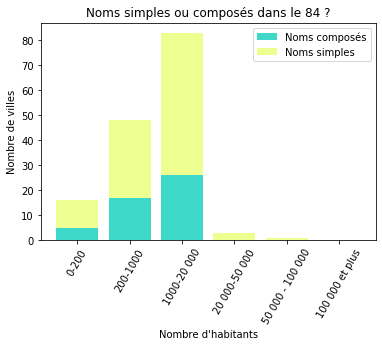 Noms simples ou composés dans le 84 ?
Noms composés
Noms simples
Nombre de villes
80
70
60
50
40
30
20
10
0
0-200
200-1000
1000-20 000
20 000-50 000
50 000 - 100 000
100 000 et plus
Nombre d'habitants